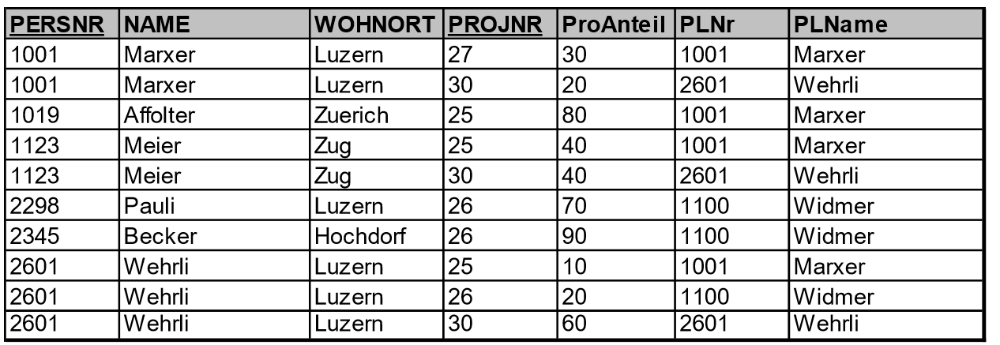 PERSNR NAME WOHNORT PROJNR ProAnteil PLNr PLName
1001 Marxer Luzern 27 30 1001 Marxer
1001 Marxer Luzern 30 20 2601 Wehrli
1019 Affolter Zuerich 25 80 1001 Marxer
1123 Meier Zug 25 40 1001 Marxer
1123 Meier Zug 30 40 2601 Wehrli
2298 Pauli Luzern 26 70 1100 Widmer
2345 Becker Hochdorf 26 90 1100 Widmer
2601 Wehrli Luzern 25 10 1001 Marxer
2601 Wehrli Luzern 26 20 1100 Widmer
2601 Wehrli Luzern 30 60 2601 Wehrli